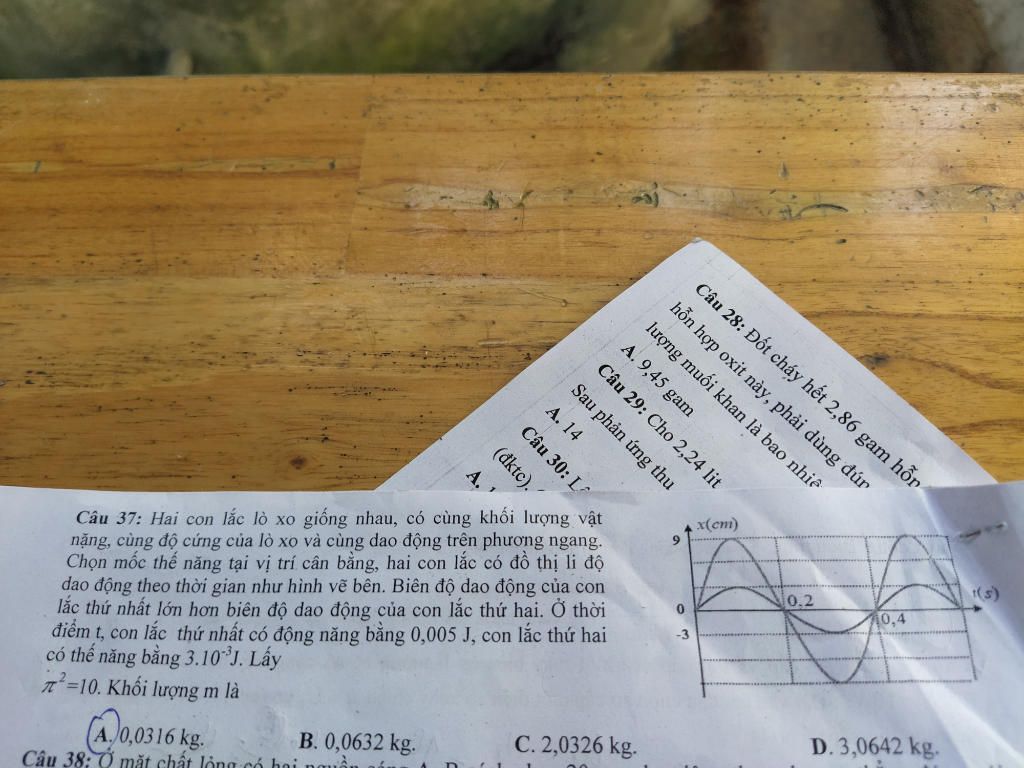 Câu 28: Đốt cháy hết 2,86 gam hỗn
hỗn hợp oxit này, phải dùng đún
lượng muối khan là bao nhiê
A. 9,45 gam
Câu 29: Cho 2,24 lit
Sau phản ứng thu
A. 14
Câu 30:
(đktc).
A.
Câu 37: Hai con lắc lò xo giống nhau, có cùng khối lượng vật
nặng, cùng độ cứng của lò xo và cùng dao động trên phương ngang.
Chọn mốc thế năng tại vị trí cân bằng, hai con lắc có đồ thị li độ
dao động theo thời gian như hình vẽ bên. Biên độ dao động của con
lắc thứ nhất lớn hơn biên độ dao động của con lắc thứ hai. Ở thời
điểm t, con lắc thứ nhất có động năng bằng 0,005 J, con lắc thứ hai
có thế năng bằng 3.10⁻³J. Lấy
π²=10. Khối lượng m là
x(cm)
9
0
-3
0,2
0,4
t(s)
A. 0,0316 kg. B. 0,0632 kg. C. 2,0326 kg. D. 3,0642 kg.
Câu 38: Ở mặt chất lỏng có hai nguồn